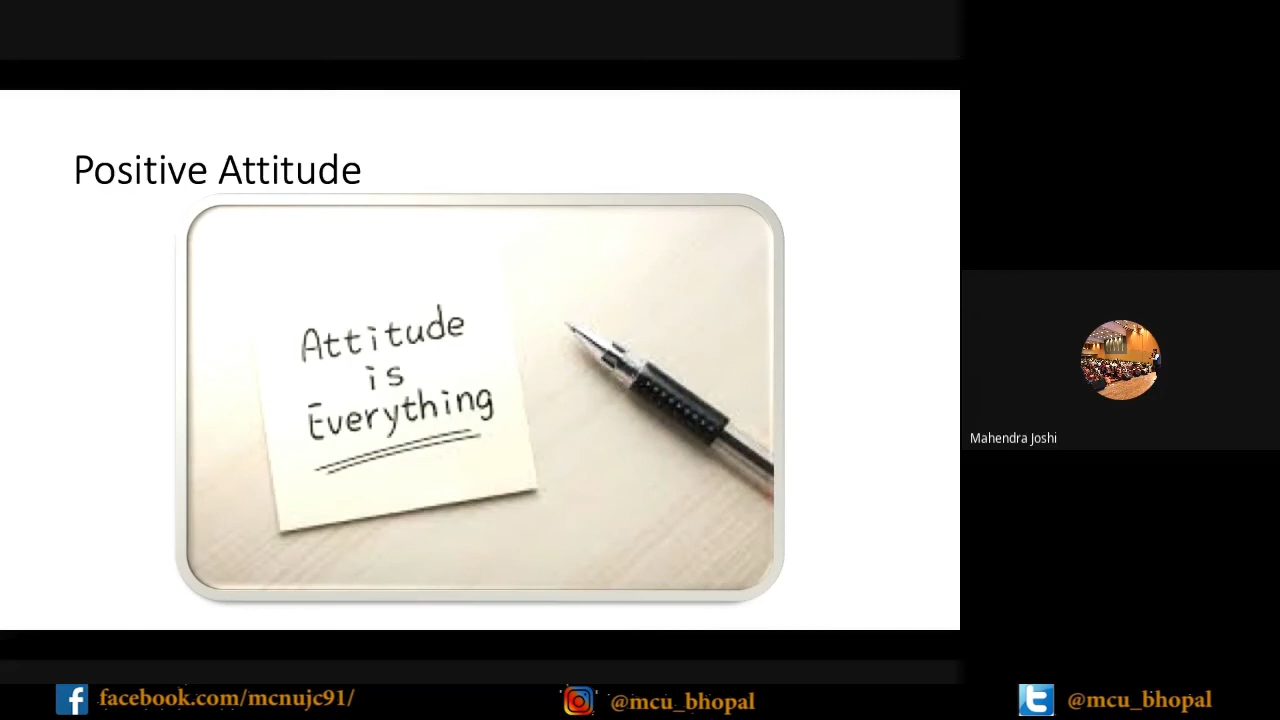 Positive Attitude
Attitude
is
Everything
Mahendra Joshi
facebook.com/mcnujc91/
@mcu_bhopal
@mcu_bhopal